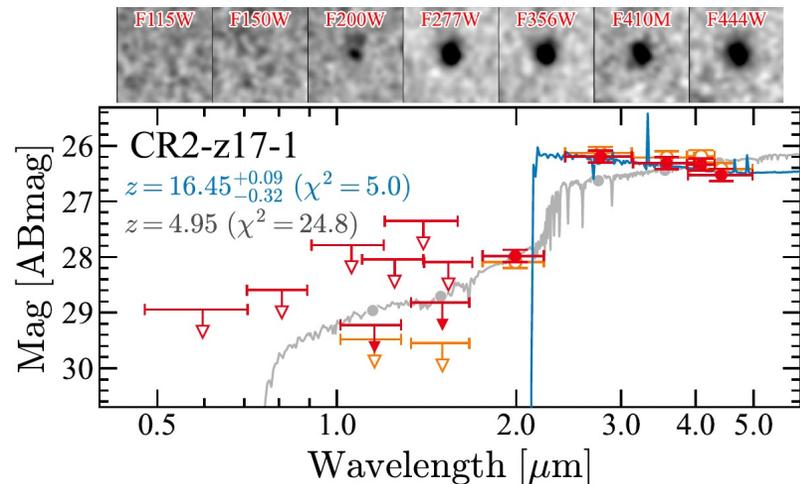 F115W F150W F200W F277W F356W F410M F444W
CR2-z17-1
z = 16.45+0.09−0.32 (χ2 = 5.0)
z = 4.95 (χ2 = 24.8)
Mag [ABmag]
26
27
28
29
30
0.5 1.0 2.0 3.0 4.0 5.0
Wavelength [μm]